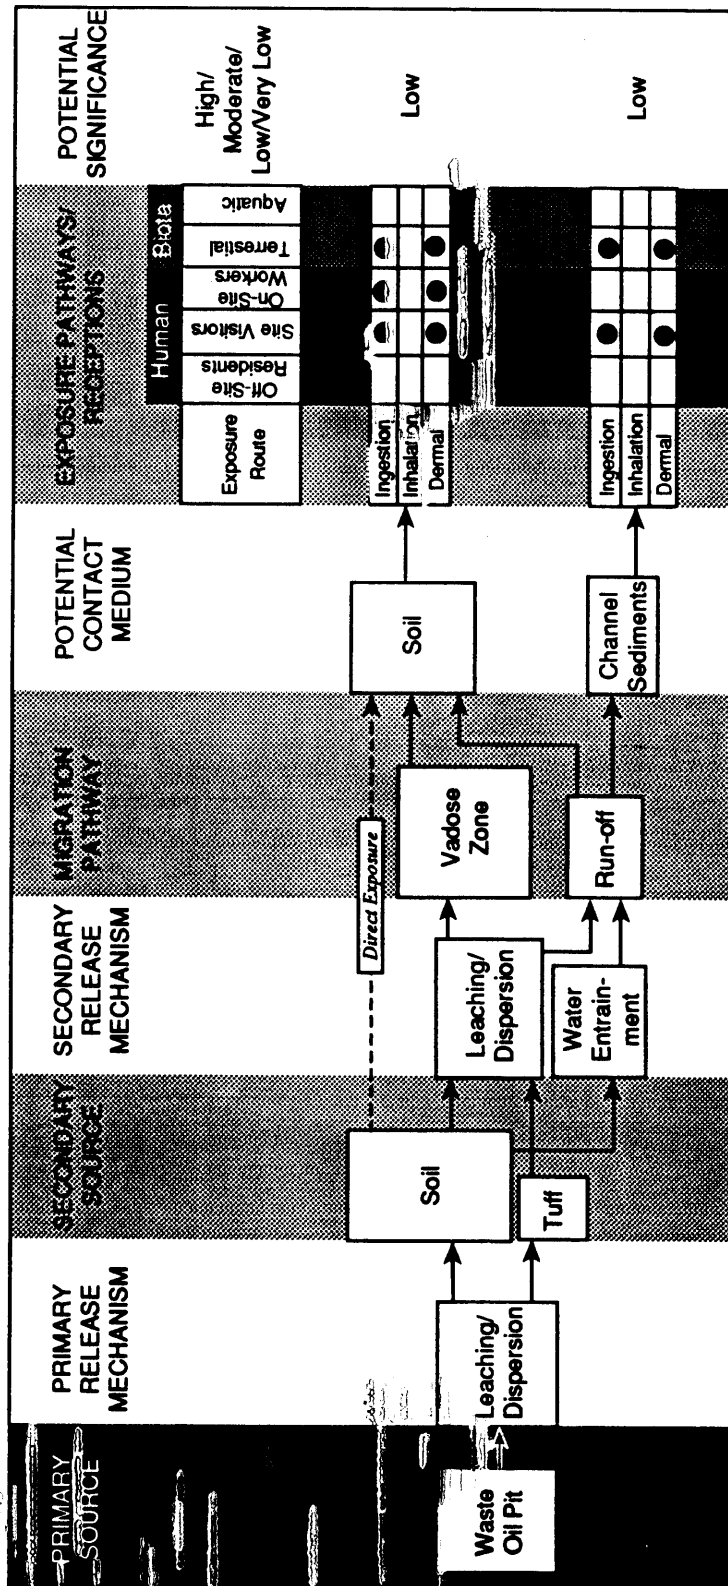 PRIMARY
SOURCE
PRIMARY
RELEASE
MECHANISM
SECONDARY
SOURCE
SECONDARY
RELEASE
MECHANISM
MIGRATION
PATHWAY
POTENTIAL
CONTACT
MEDIUM
EXPOSURE PATHWAYS/
RECEPTIONS
POTENTIAL
SIGNIFICANCE
Human
Biota
Exposure
Route
Off-Site
Residents
Site Visitors
On-Site
Workers
Terrestial
Aquatic
High/
Moderate/
Low/Very Low
Waste
Oil Pit
Leaching/
Dispersion
Soil
Tuff
Direct Exposure
Leaching/
Dispersion
Water
Entrain-
ment
Vadose
Zone
Run-off
Soil
Ingestion
Inhalation
Dermal
Low
Channel
Sediments
Ingestion
Inhalation
Dermal
Low